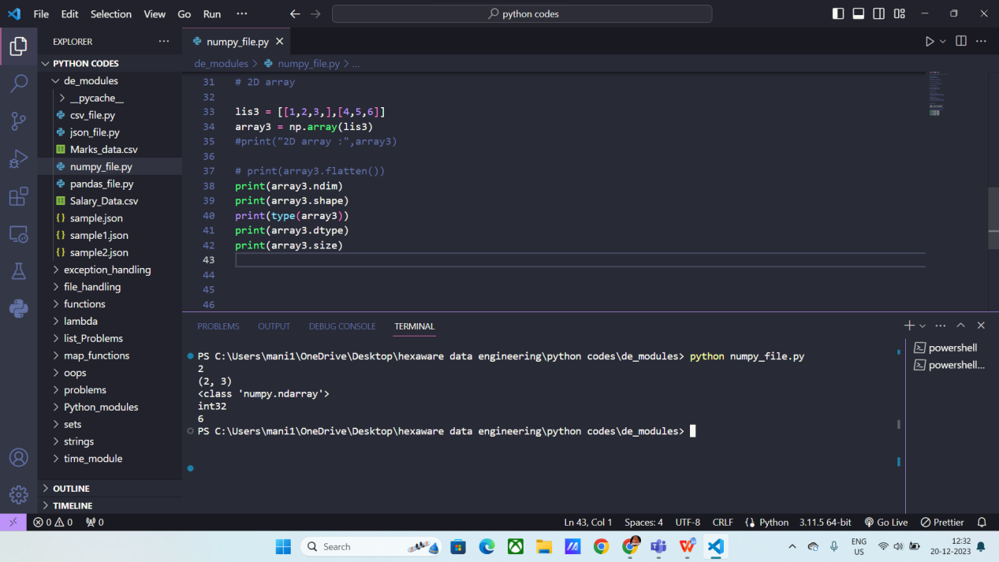 File Edit Selection View Go Run ··· python codes
EXPLORER ···
numpy_file.py
PYTHON CODES
de_modules
__pycache__
csv_file.py
json_file.py
Marks_data.csv
numpy_file.py
pandas_file.py
Salary_Data.csv
sample.json
sample1.json
sample2.json
exception_handling
file_handling
functions
lambda
list_Problems
map_functions
oops
problems
Python_modules
sets
strings
time_module
OUTLINE
TIMELINE
de_modules > numpy_file.py > ...
31 # 2D array
32
33 lis3 = [[1,2,3,],[4,5,6]]
34 array3 = np.array(lis3)
35 #print("2D array :",array3)
36
37 # print(array3.flatten())
38 print(array3.ndim)
39 print(array3.shape)
40 print(type(array3))
41 print(array3.dtype)
42 print(array3.size)
43
44
45
46
PROBLEMS OUTPUT DEBUG CONSOLE TERMINAL
PS C:\Users\mani1\OneDrive\Desktop\hexaware data engineering\python codes\de_modules> python numpy_file.py
2
(2, 3)
<class 'numpy.ndarray'>
int32
6
PS C:\Users\mani1\OneDrive\Desktop\hexaware data engineering\python codes\de_modules>
powershell
powershell...
0 0 0 Ln 43, Col 1 Spaces: 4 UTF-8 CRLF Python 3.11.5 64-bit Go Live Prettier
Search
ENG
US
12:32
20-12-2023